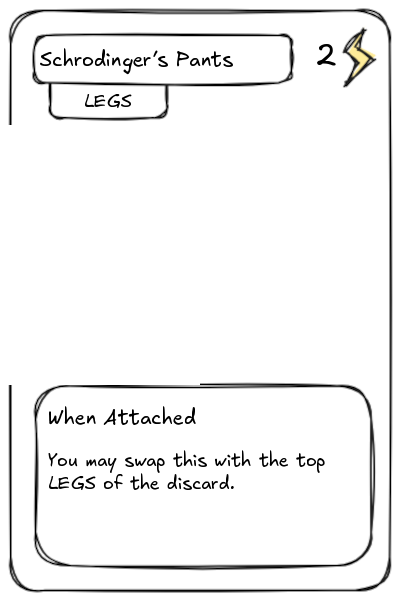 Schrodinger's Pants
2
LEGS
When Attached
You may swap this with the top
LEGS of the discard.